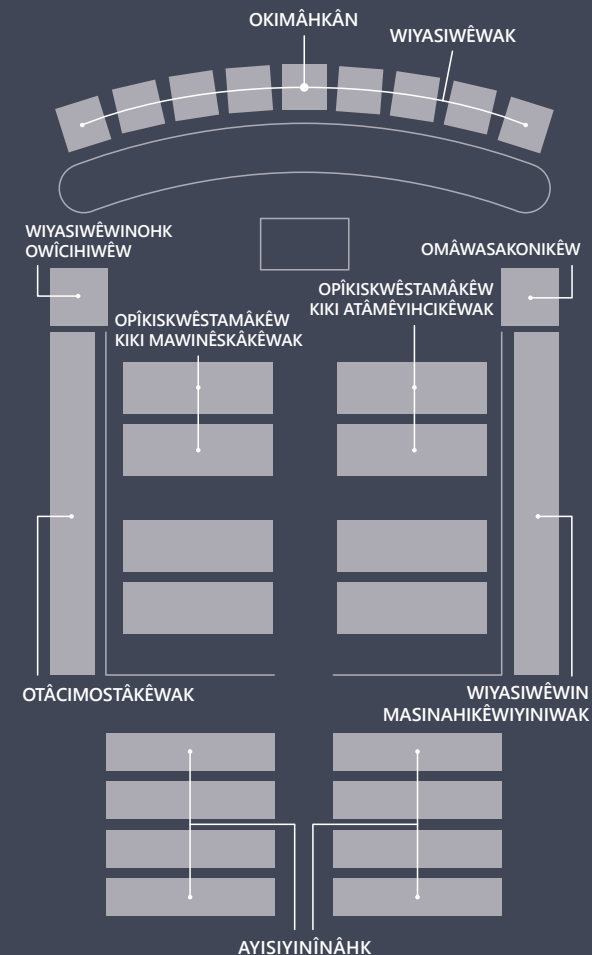 OKIMÂHKÂN
WIYASIWÊWAK
WIYASIWÊWINOHK
OWÎCIHIWÊW
OMÂWASAKONIKÊW
OPÎKISKWÊSTAMÂKÊW
KIKI MAWINÊSKÂKÊWAK
OPÎKISKWÊSTAMÂKÊW
KIKI ATÂMÊYIHCIKÊWAK
OTÂCIMOSTÂKÊWAK
WIYASIWÊWIN
MASINAHIKÊWIYINIWAK
AYISIYINÎNÂHK